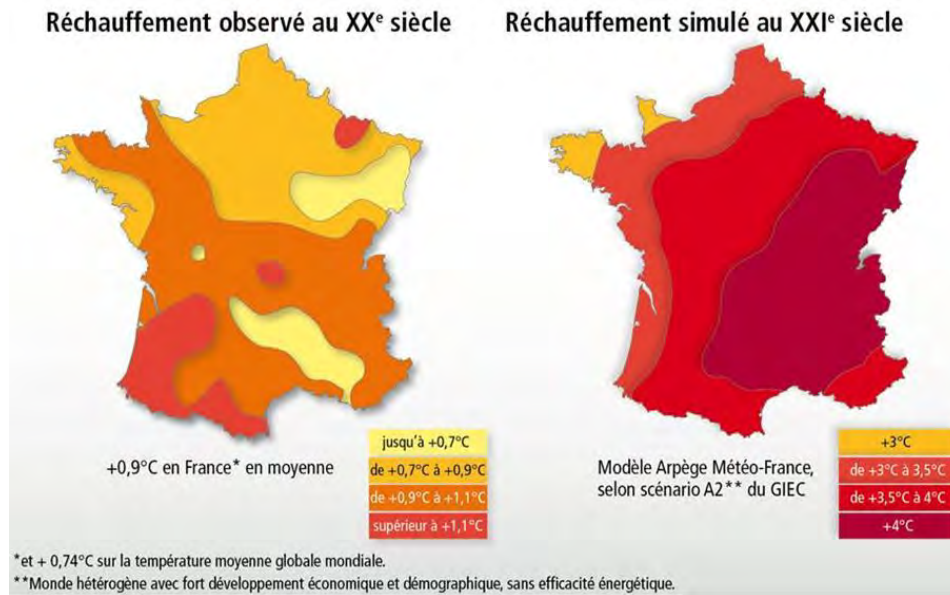 Réchauffement observé au XXᵉ siècle
Réchauffement simulé au XXIᵉ siècle
jusqu'à +0,7°C
de +0,7°C à +0,9°C
de +0,9°C à +1,1°C
supérieur à +1,1°C
+0,9°C en France* en moyenne
Modèle Arpège Météo-France,
selon scénario A2** du GIEC
+3°C
de +3°C à 3,5°C
de +3,5°C à 4°C
+4°C
*et + 0,74°C sur la température moyenne globale mondiale.
**Monde hétérogène avec fort développement économique et démographique, sans efficacité énergétique.